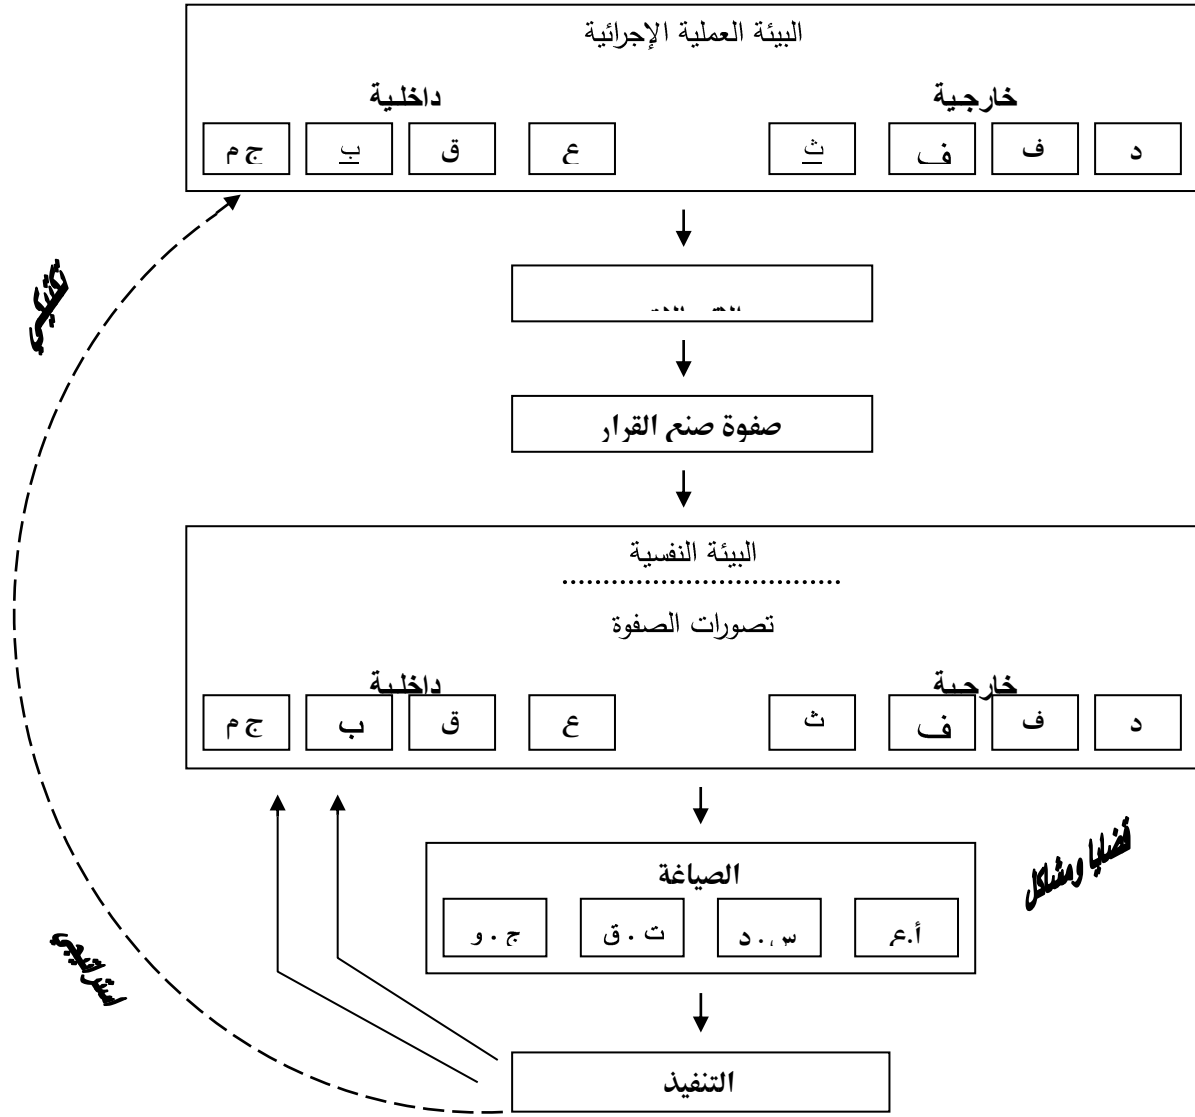 البيئة العملية الإجرائية
خارجية داخلية
د ف ف ث ع ق ب ج م
تكتيكي
صفوة صنع القرار
البيئة النفسية
تصورات الصفوة
خارجية داخلية
د ف ف ث ع ق ب ج م
قضايا ومشاكل
الصياغة
أ.ع س . د ت . ق ج . و
استراتيجي
التنفيذ